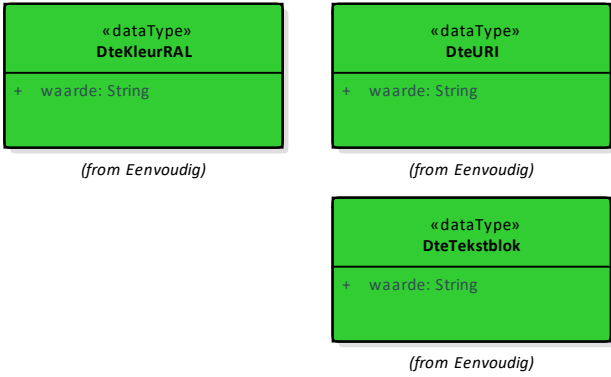 «dataType»
DteKleurRAL
+ waarde: String
(from Eenvoudig)
«dataType»
DteURI
+ waarde: String
(from Eenvoudig)
«dataType»
DteTekstblok
+ waarde: String
(from Eenvoudig)